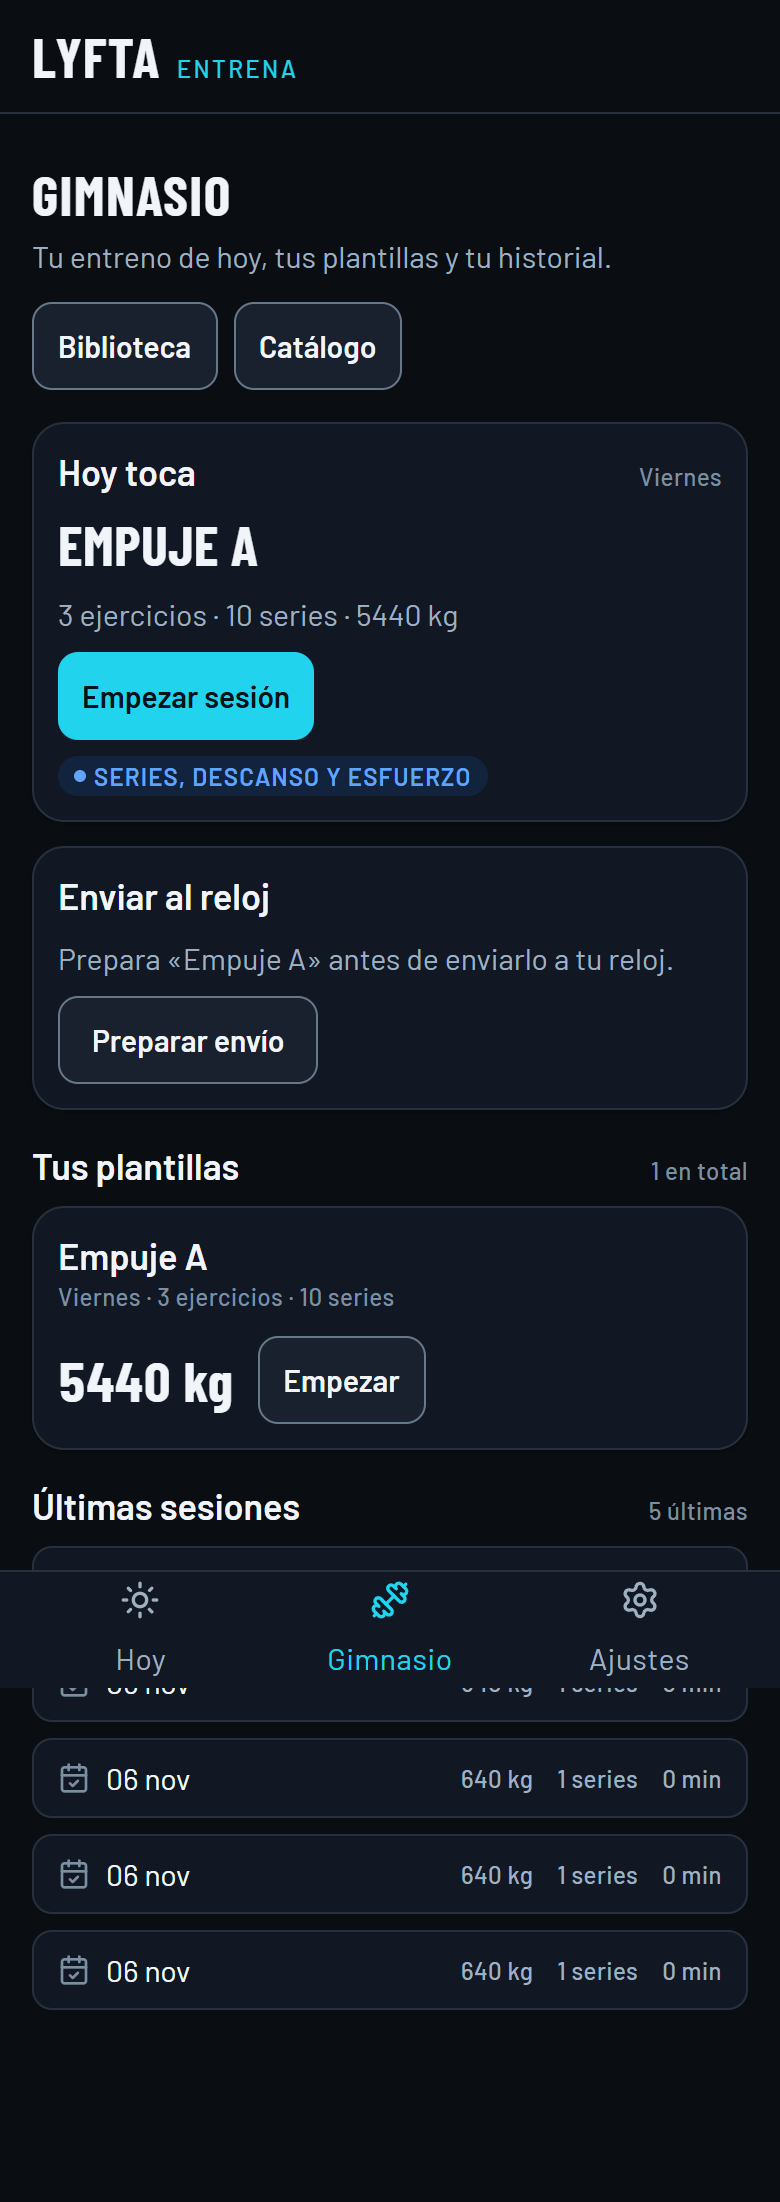 LYFTA ENTRENA
GIMNASIO
Tu entreno de hoy, tus plantillas y tu historial.
Biblioteca Catálogo
Hoy toca Viernes
EMPUJE A
3 ejercicios · 10 series · 5440 kg
Empezar sesión
SERIES, DESCANSO Y ESFUERZO
Enviar al reloj
Prepara «Empuje A» antes de enviarlo a tu reloj.
Preparar envío
Tus plantillas 1 en total
Empuje A
Viernes · 3 ejercicios · 10 series
5440 kg Empezar
Últimas sesiones 5 últimas
Hoy Gimnasio Ajustes
06 nov 640 kg 1 series 0 min
06 nov 640 kg 1 series 0 min
06 nov 640 kg 1 series 0 min